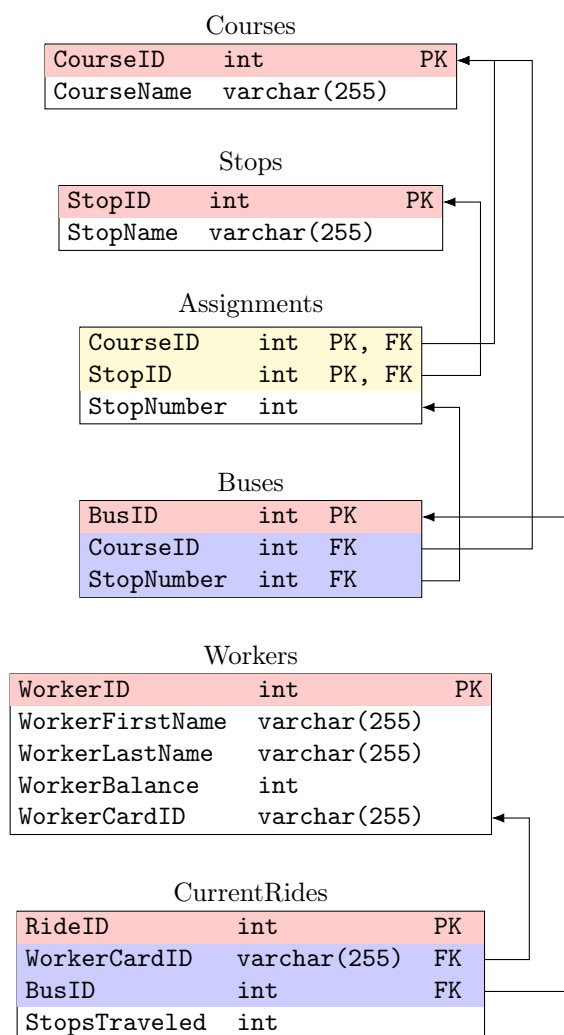 Courses
CourseID int PK
CourseName varchar(255)
Stops
StopID int PK
StopName varchar(255)
Assignments
CourseID int PK, FK
StopID int PK, FK
StopNumber int
Buses
BusID int PK
CourseID int FK
StopNumber int FK
Workers
WorkerID int PK
WorkerFirstName varchar(255)
WorkerLastName varchar(255)
WorkerBalance int
WorkerCardID varchar(255)
CurrentRides
RideID int PK
WorkerCardID varchar(255) FK
BusID int FK
StopsTraveled int